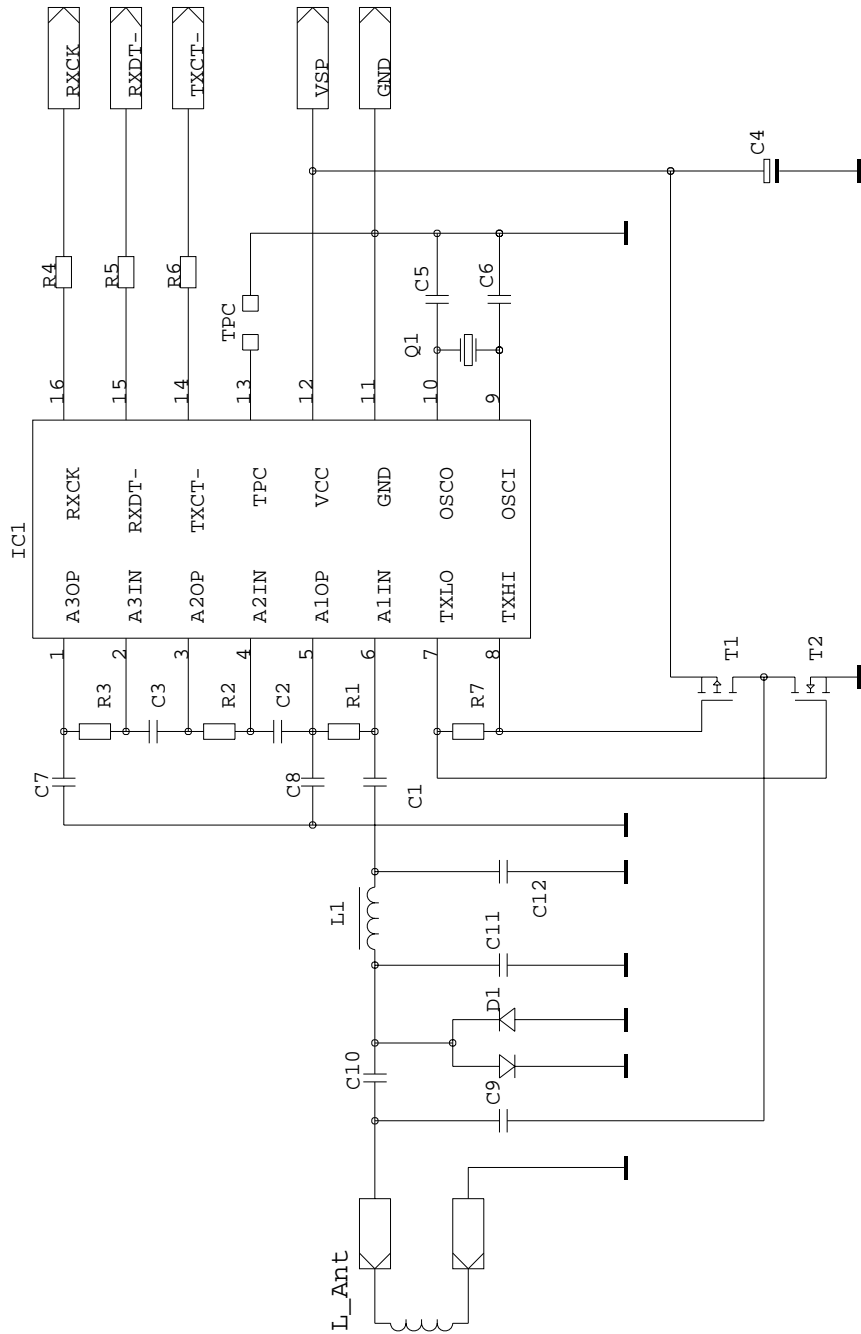 RXCK
RXDT-
TXCT-
VSP
GND
R4
R5
R6
TPC
C5
C6
Q1
C4
16
15
14
13
12
11
10
9
IC1
RXCK
RXDT-
TXCT-
TPC
VCC
GND
OSCO
OSCI
A3OP
A3IN
A2OP
A2IN
A1OP
A1IN
TXLO
TXHI
1
2
3
4
5
6
7
8
R3
C3
R2
C2
R1
R7
T1
T2
C7
C8
C1
L1
C12
C11
D1
C10
C9
L_Ant